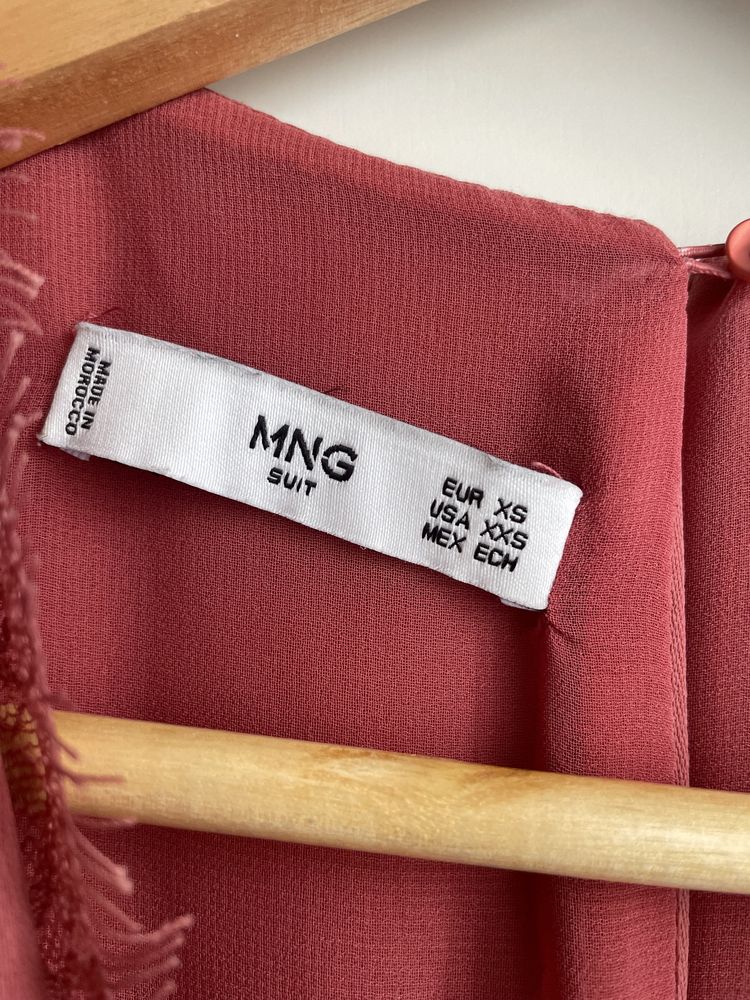 MADE IN
MOROCCO
MNG
SUIT
EUR XS
USA XXS
MEX ECH